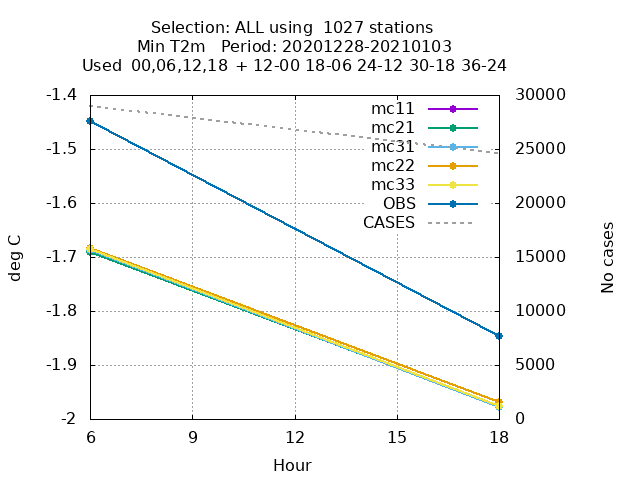 Selection: ALL using  1027 stations
Min T2m   Period: 20201228-20210103
Used  00,06,12,18 + 12-00 18-06 24-12 30-18 36-24
-1.4
-1.5
-1.6
-1.7
-1.8
-1.9
-2
deg C
mc11
mc21
mc31
mc22
mc33
OBS
CASES
30000
25000
20000
15000
10000
5000
0
No cases
6 9 12 15 18
Hour